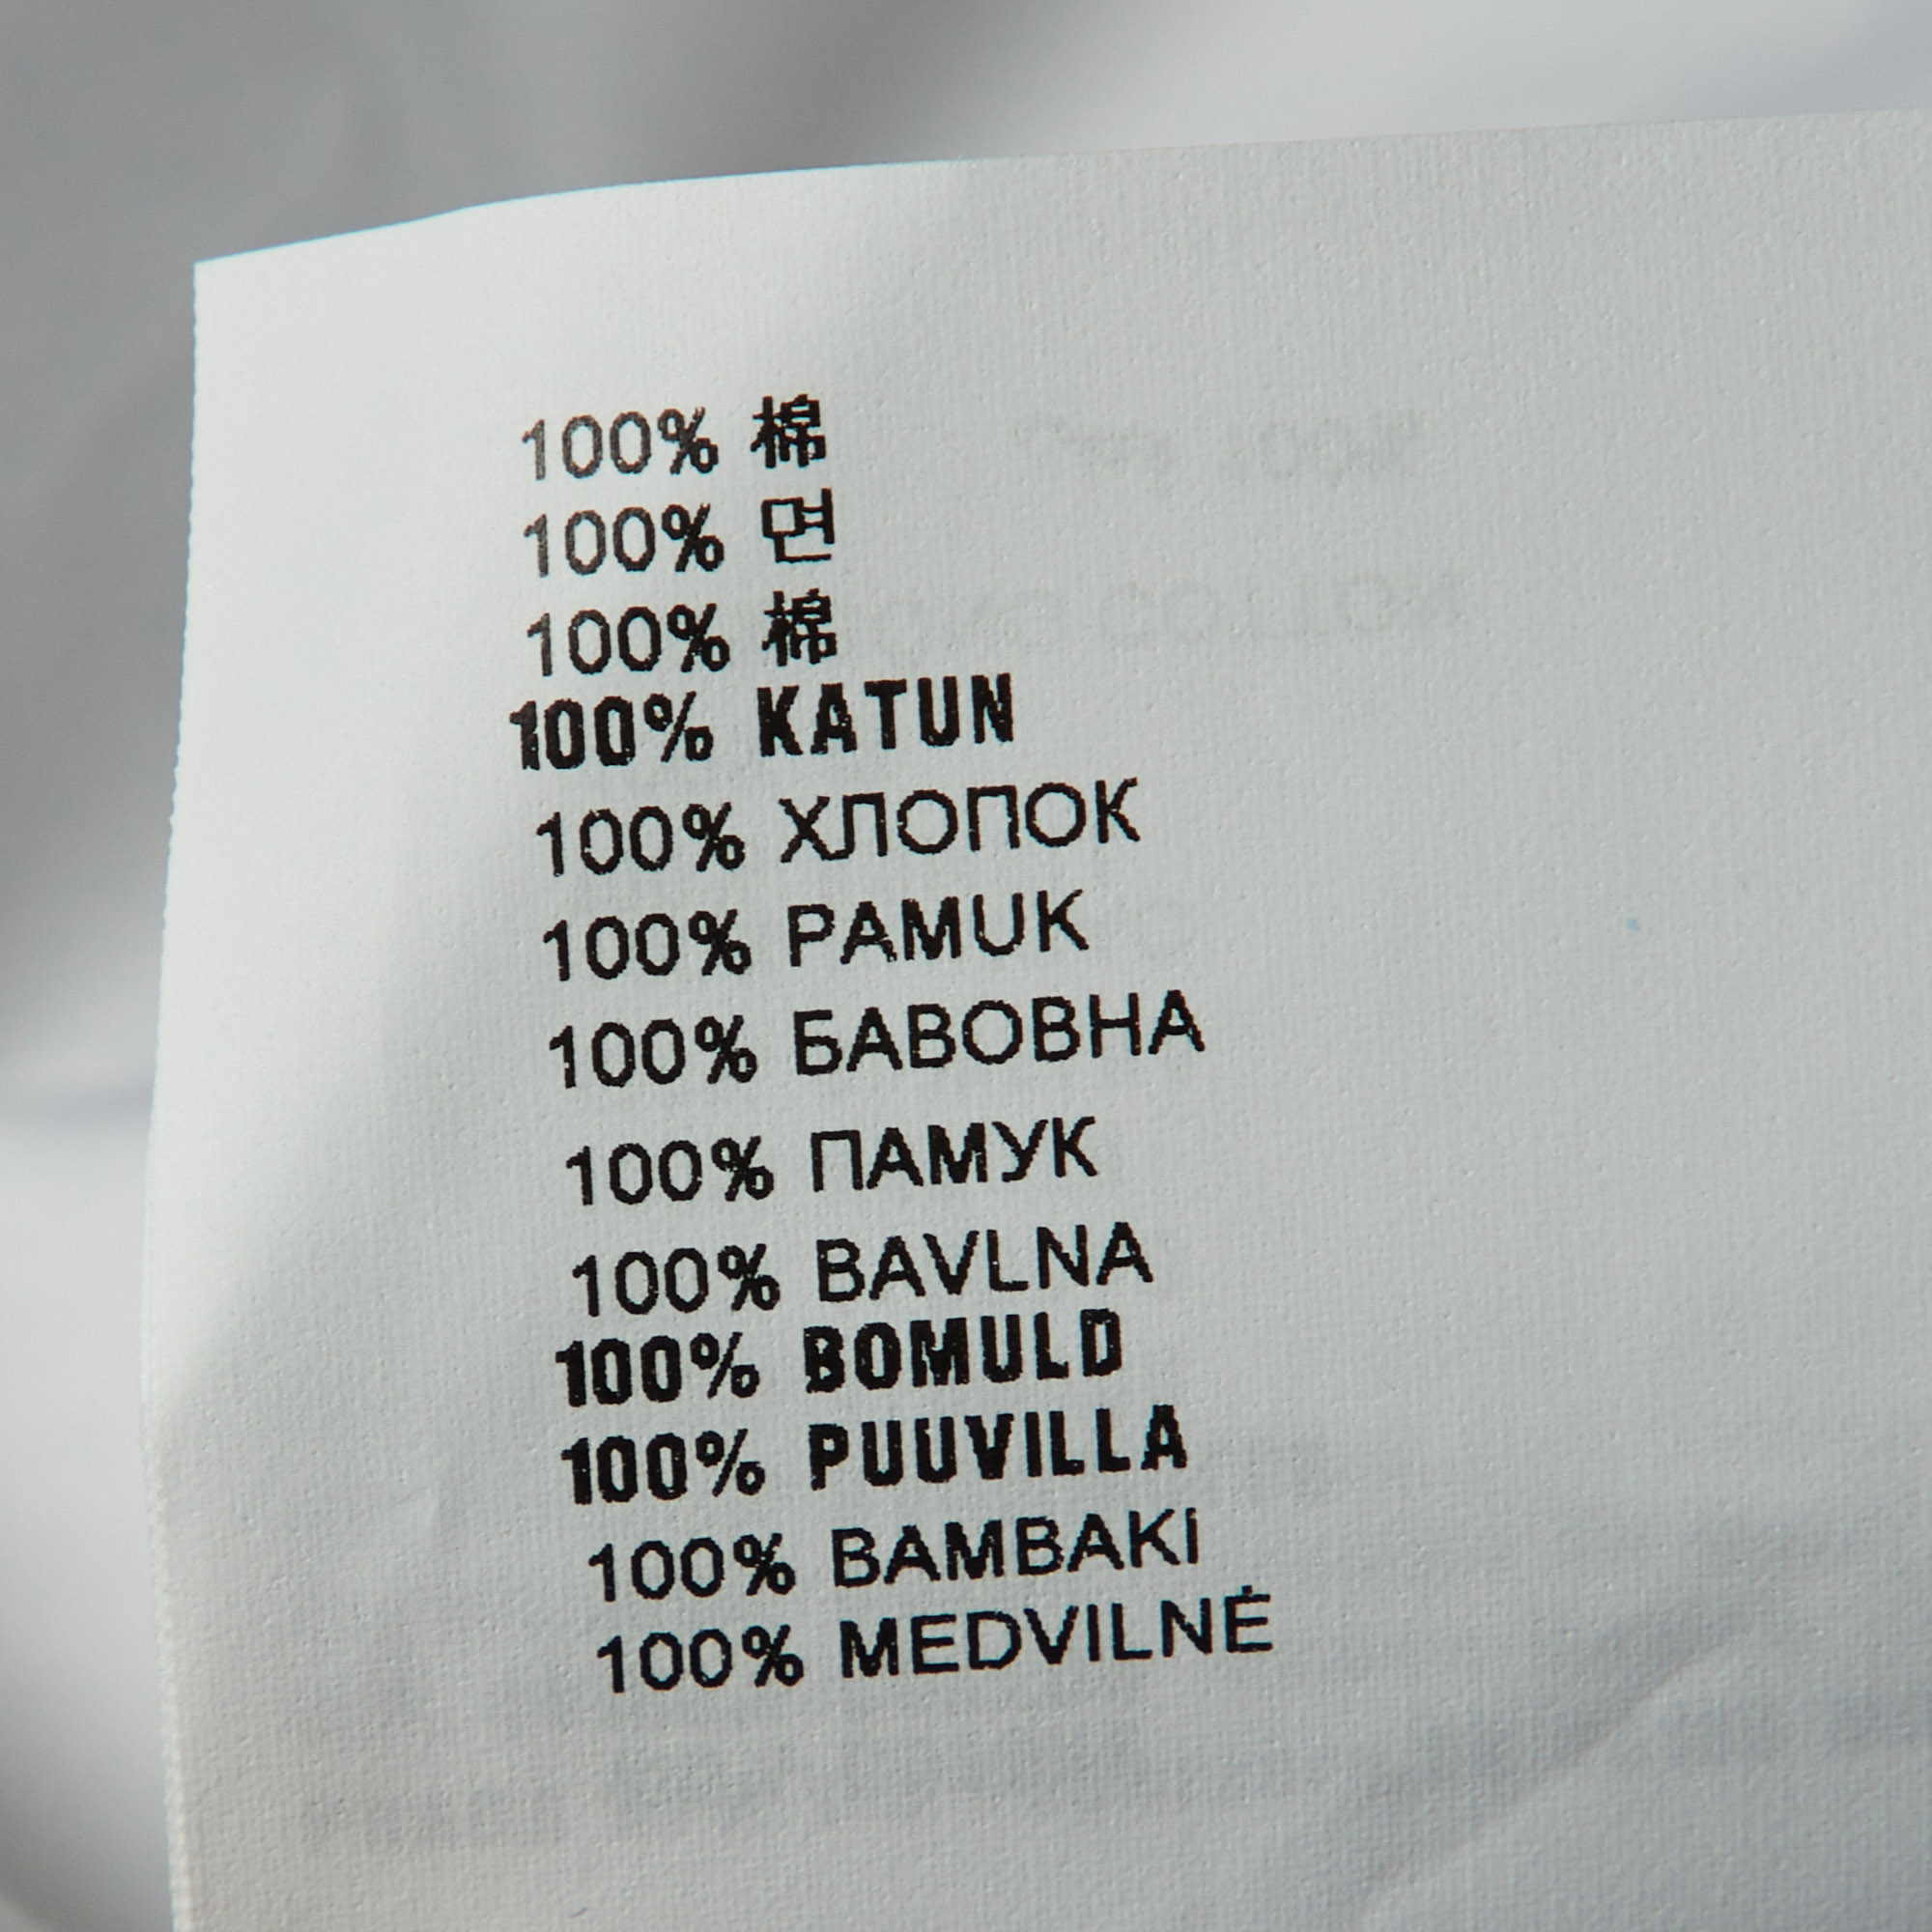 100% 棉
100% 면
100% 棉
100% KATUN
100% ХЛОПОК
100% PAMUK
100% БАВОВНА
100% ПАМУК
100% BAVLNA
100% BOMULD
100% PUUVILLA
100% BAMBAKI
100% MEDVILNĖ